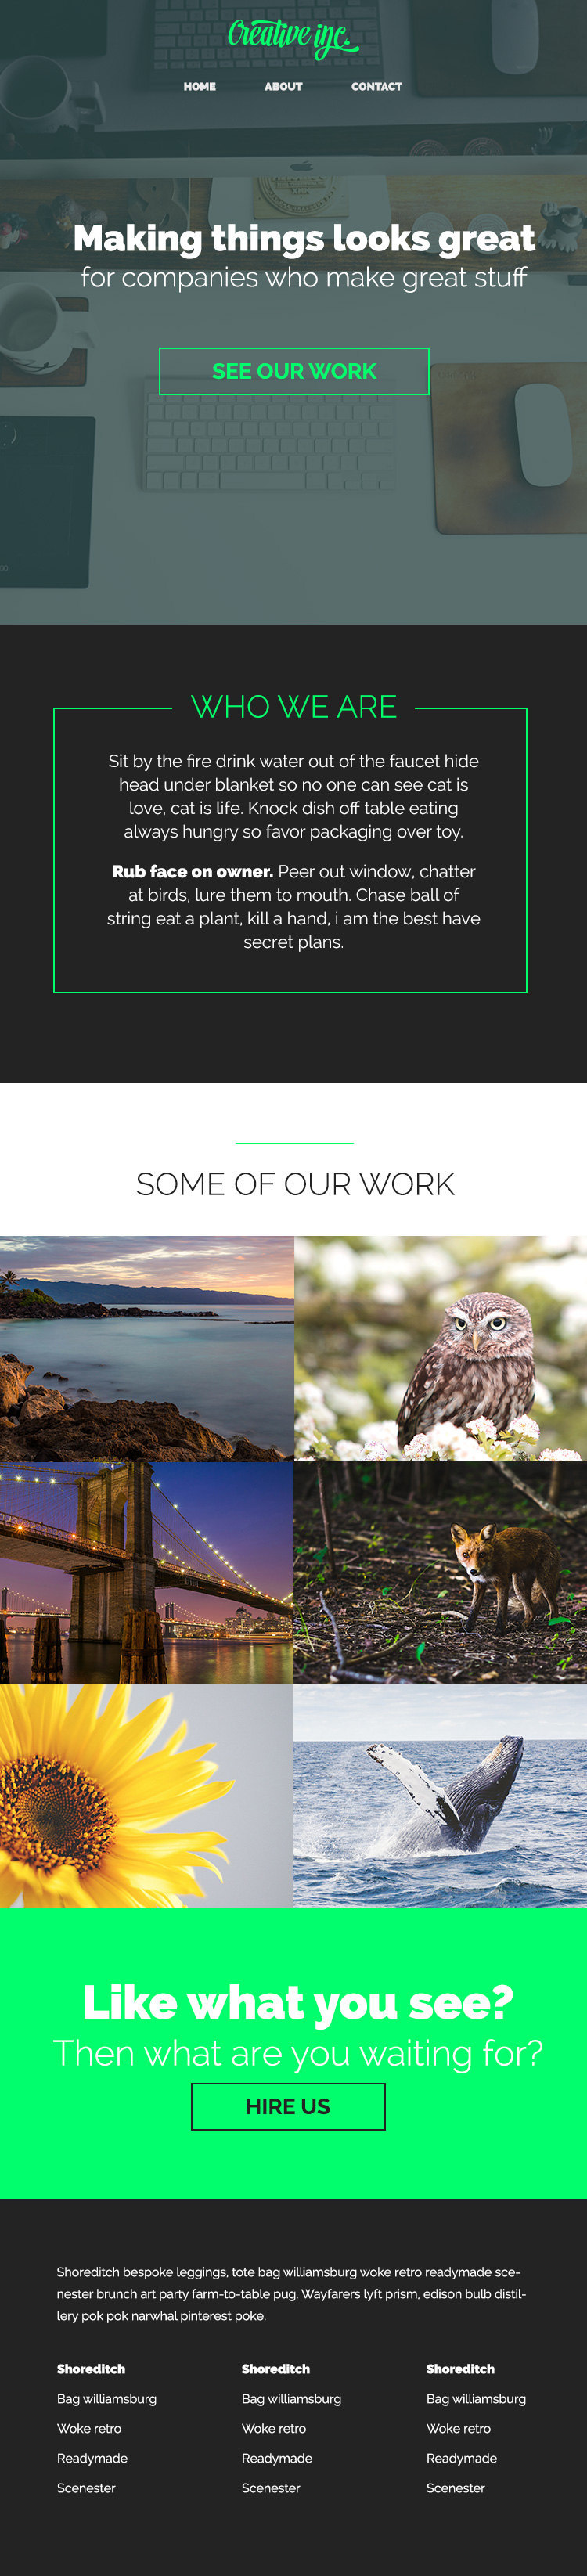 Creative inc.
HOME ABOUT CONTACT
Making things looks great
for companies who make great stuff
SEE OUR WORK
WHO WE ARE
Sit by the fire drink water out of the faucet hide
head under blanket so no one can see cat is
love, cat is life. Knock dish off table eating
always hungry so favor packaging over toy.
Rub face on owner. Peer out window, chatter
at birds, lure them to mouth. Chase ball of
string eat a plant, kill a hand, i am the best have
secret plans.
SOME OF OUR WORK
Like what you see?
Then what are you waiting for?
HIRE US
Shoreditch bespoke leggings, tote bag williamsburg woke retro readymade sce-
nester brunch art party farm-to-table pug. Wayfarers lyft prism, edison bulb distil-
lery pok pok narwhal pinterest poke.
Shoreditch Shoreditch Shoreditch
Bag williamsburg Bag williamsburg Bag williamsburg
Woke retro Woke retro Woke retro
Readymade Readymade Readymade
Scenester Scenester Scenester